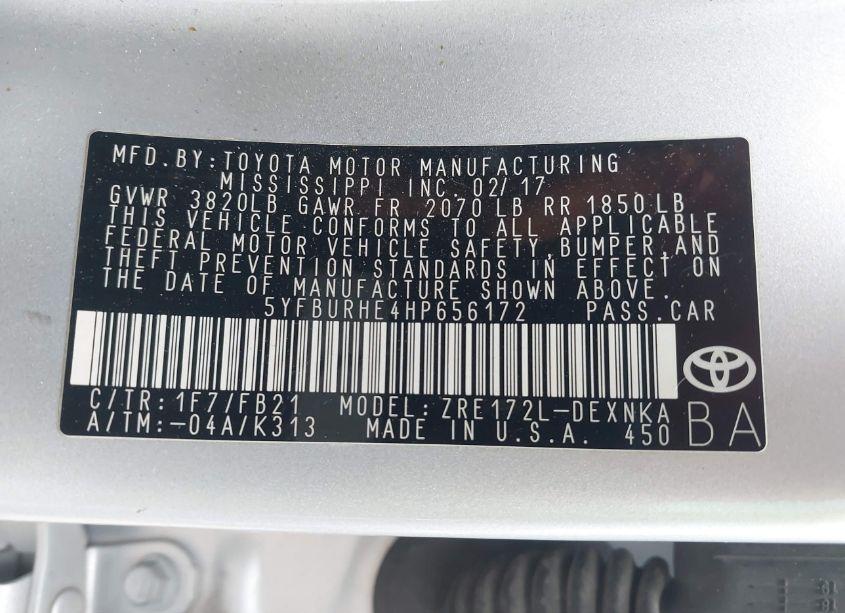 MFD.BY:TOYOTA MOTOR MANUFACTURING
MISSISSIPPI INC. 02/17
GVWR 3820LB GAWR FR 2070 LB RR 1850 LB
THIS VEHICLE CONFORMS TO ALL APPLICABLE
FEDERAL MOTOR VEHICLE SAFETY,BUMPER,AND
THEFT PREVENTION STANDARDS IN EFFECT ON
THE DATE OF MANUFACTURE SHOWN ABOVE.
5YFBURHE4HP656172 PASS.CAR
C/TR:1F7/FB21 MODEL:ZRE172L-DEXNKA
A/TM:-04A/K313 MADE IN U.S.A. 450 BA